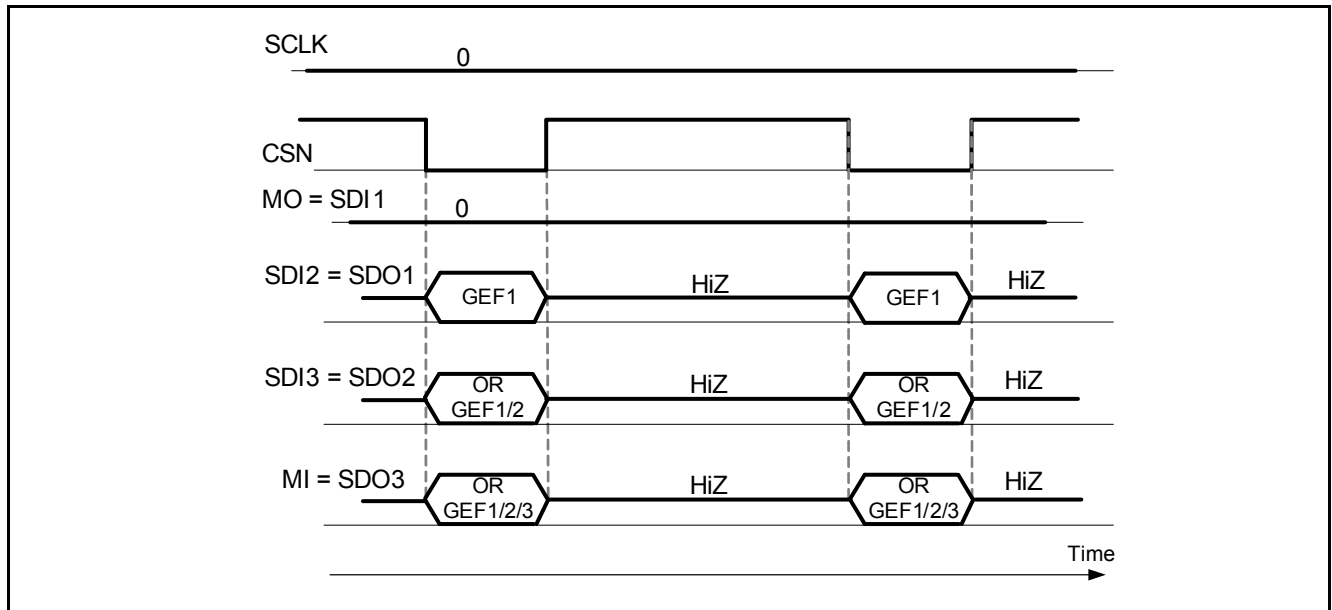 SCLK
0
CSN
MO = SDI1
0
SDI2 = SDO1
GEF1
HiZ
GEF1
HiZ
SDI3 = SDO2
OR
GEF1/2
HiZ
OR
GEF1/2
HiZ
MI = SDO3
OR
GEF1/2/3
HiZ
OR
GEF1/2/3
HiZ
Time